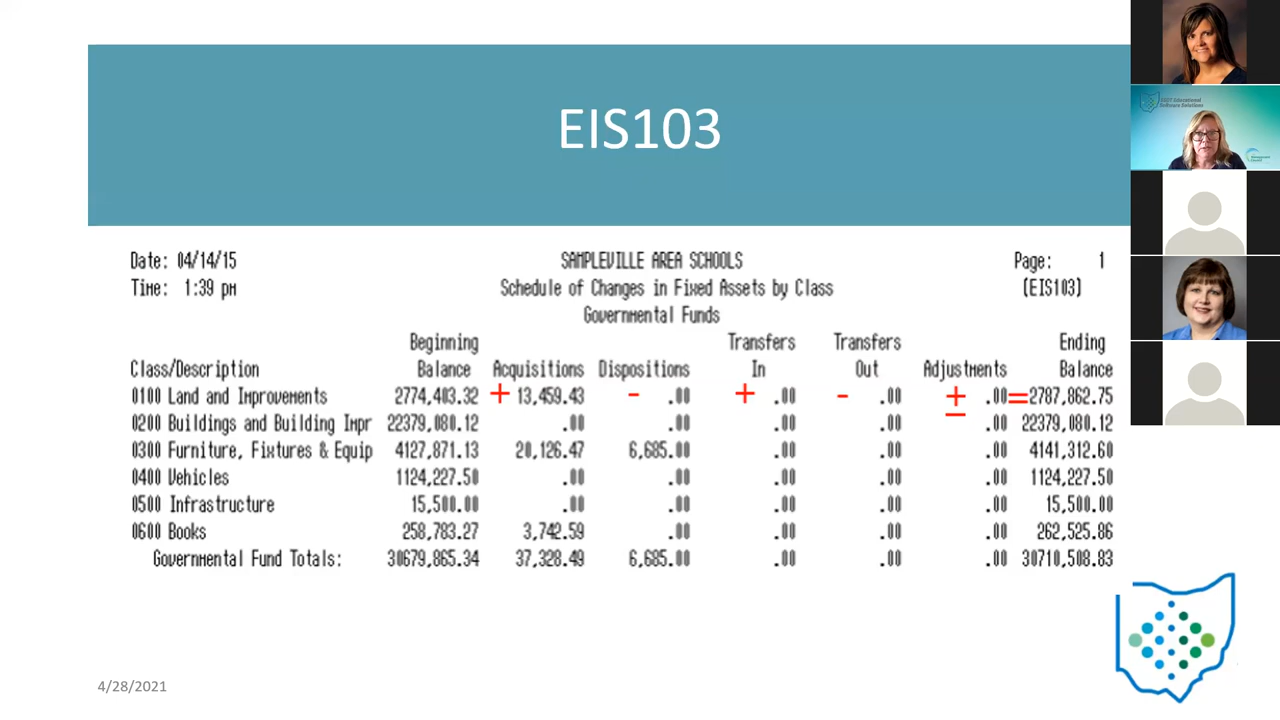 EIS103
Date: 04/14/15 SAMPLEVILLE AREA SCHOOLS Page: 1
Time: 1:39 pm Schedule of Changes in Fixed Assets by Class (EIS103)
Governmental Funds
Beginning Transfers Transfers Ending
Class/Description Balance Acquisitions Dispositions In Out Adjustments Balance
0100 Land and Improvements 2774,403.32 + 13,459.43 - .00 + .00 - .00 ± .00 = 2787,862.75
0200 Buildings and Building Impr 22379,080.12 .00 .00 .00 .00 .00 22379,080.12
0300 Furniture, Fixtures & Equip 4127,871.13 20,126.47 6,685.00 .00 .00 .00 4141,312.60
0400 Vehicles 1124,227.50 .00 .00 .00 .00 .00 1124,227.50
0500 Infrastructure 15,500.00 .00 .00 .00 .00 .00 15,500.00
0600 Books 258,783.27 3,742.59 .00 .00 .00 .00 262,525.86
Governmental Fund Totals: 30679,865.34 37,328.49 6,685.00 .00 .00 .00 30710,508.83
4/28/2021